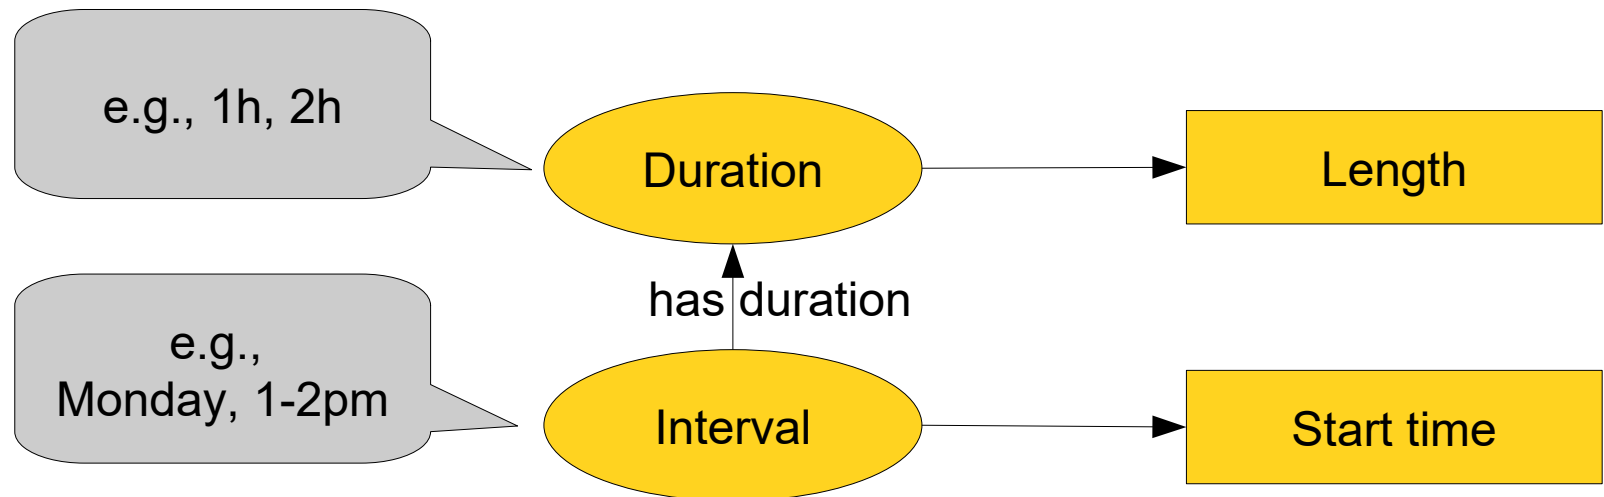 e.g., 1h, 2h
Duration
Length
has duration
e.g.,
Monday, 1-2pm
Interval
Start time